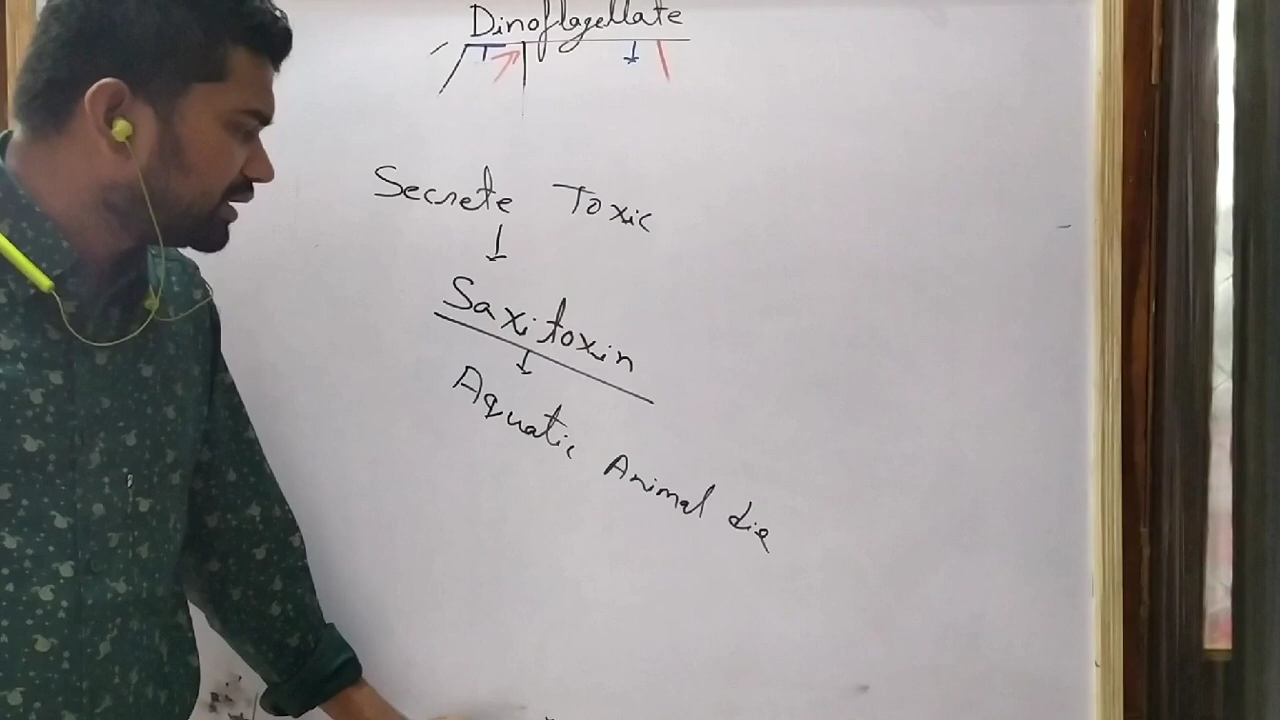 Dinoflagellate
Secrete Toxic
Saxitoxin
Aquatic Animal die